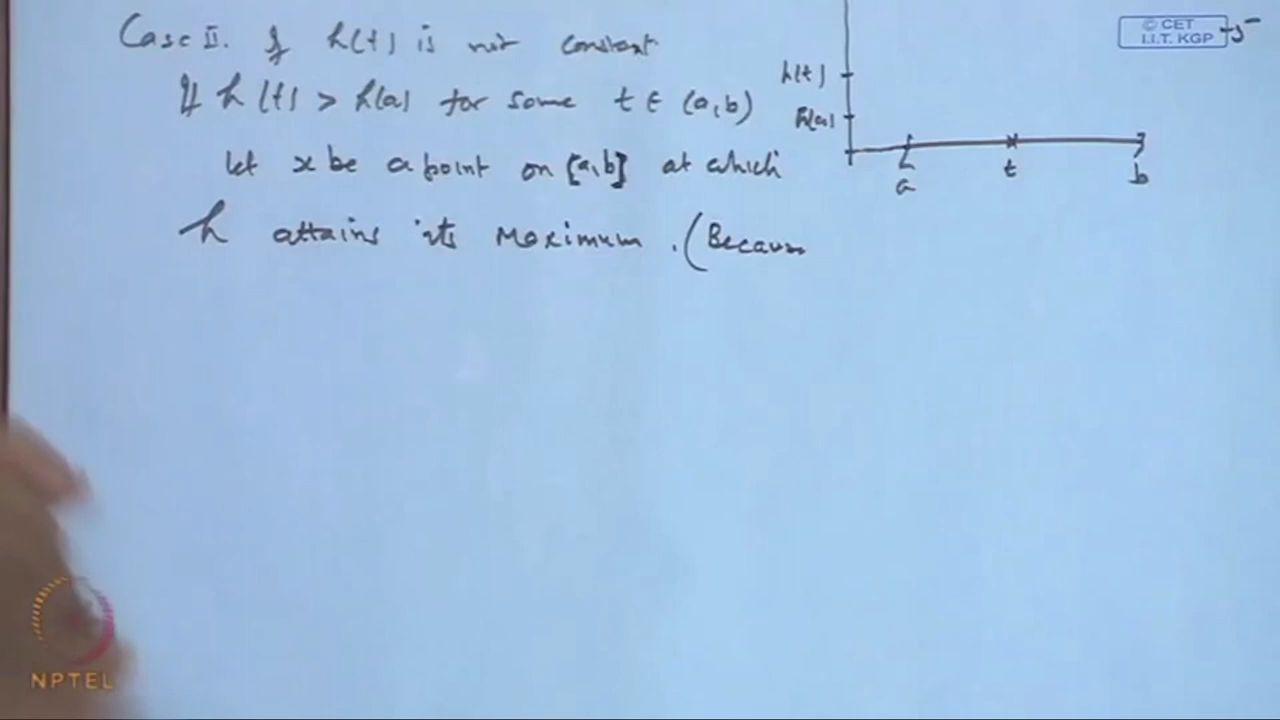 Case II. If h(t) is not constant
If h(t) > h(a) for some t ∈ (a,b)
let x be a point on [a,b] at which
h attains its Maximum. (Because
© CET
I.I.T. KGP
h(t)
h(a)
a t b
NPTEL